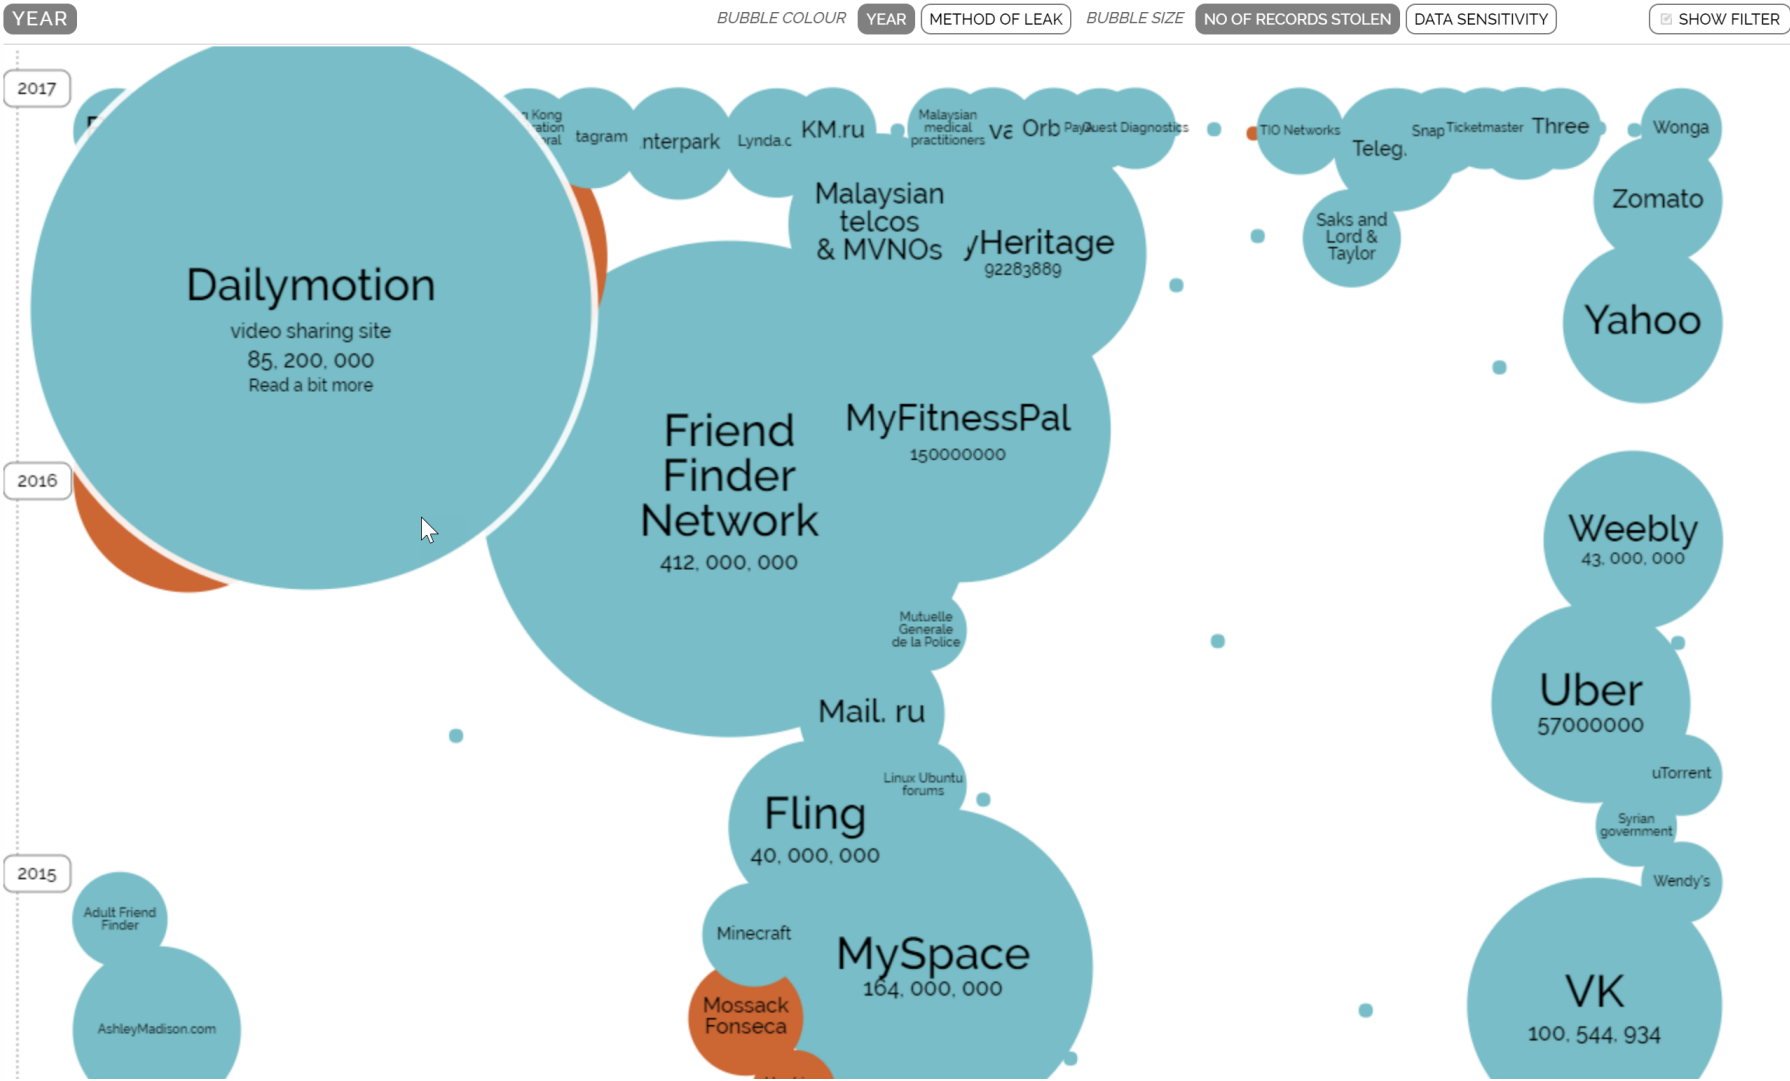 YEAR
BUBBLE COLOUR YEAR METHOD OF LEAK BUBBLE SIZE NO OF RECORDS STOLEN DATA SENSITIVITY SHOW FILTER
2017
Kong
tagram
nterpark
Lynda.c
KM.ru
Malaysian
medical
practitioners
va
Orb
Pay
Quest Diagnostics
TIO Networks
Teleg.
Snap
Ticketmaster
Three
Wonga
Malaysian
telcos
& MVNOs
yHeritage
92283889
Saks and
Lord &
Taylor
Zomato
Yahoo
Dailymotion
video sharing site
85, 200, 000
Read a bit more
Friend
Finder
Network
412, 000, 000
MyFitnessPal
150000000
2016
Weebly
43, 000, 000
Mutuelle
Generale
de la Police
Mail. ru
Uber
57000000
uTorrent
Linux Ubuntu
forums
Fling
40, 000, 000
Syrian
government
2015
Wendy's
Adult Friend
Finder
Minecraft
MySpace
164, 000, 000
Mossack
Fonseca
VK
100, 544, 934
AshleyMadison.com